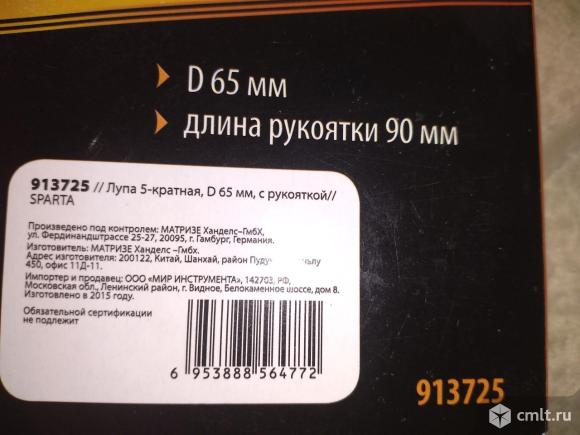 D 65 мм
длина рукоятки 90 мм
913725 // Лупа 5-кратная, D 65 мм, с рукояткой//
SPARTA
Произведено под контролем: МАТРИЗЕ Ханделс-ГмбХ,
ул. Фердинандштрассе 25-27, 20095, г. Гамбург, Германия.
Изготовитель: МАТРИЗЕ Ханделс -Гмбх.
Адрес изготовителя: 200122, Китай, Шанхай, район
450, офис 11Д-11.
Импортер и продавец: ООО «МИР ИНСТРУМЕНТА», 142703, РФ,
Московская обл., Ленинский район, г. Видное, Белокаменное шоссе, дом 8.
Изготовлено в 2015 году.
Обязательной сертификации
не подлежит
6 953888 564772
913725
cmlt.ru